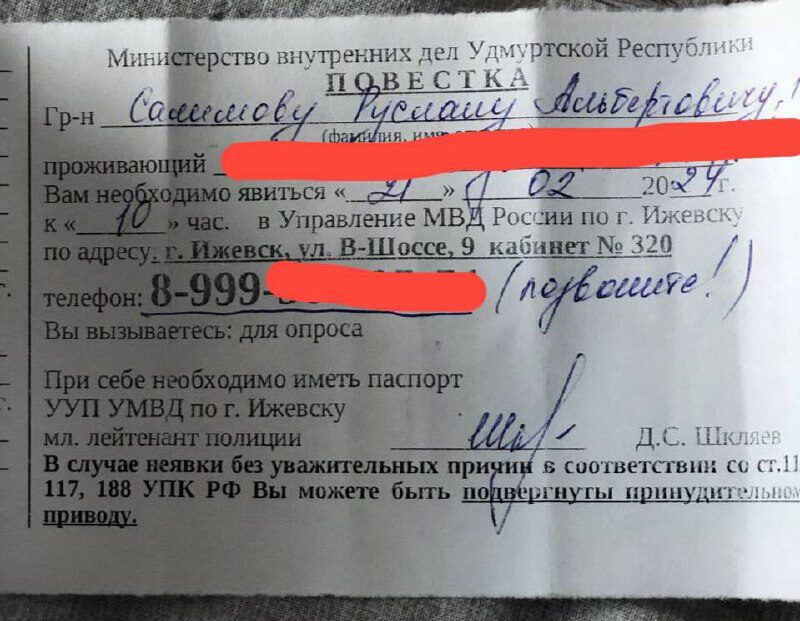 Министерство внутренних дел Удмуртской Республики
ПОВЕСТКА
Гр-н Салимову Руслану Альбертовичу,
(фамилия, имя
проживающий
Вам необходимо явиться «21» 02 2024г.
к «10» час. в Управление МВД России по г. Ижевску
по адресу: г. Ижевск, ул. В-Шоссе, 9 кабинет № 320
телефон: 8-999- (позвоните!)
Вы вызываетесь: для опроса
При себе необходимо иметь паспорт
УУП УМВД по г. Ижевску
мл. лейтенант полиции Д.С. Шкляев
В случае неявки без уважительных причин в соответствии со ст.11
117, 188 УПК РФ Вы можете быть подвергнуты принудительном
приводу.